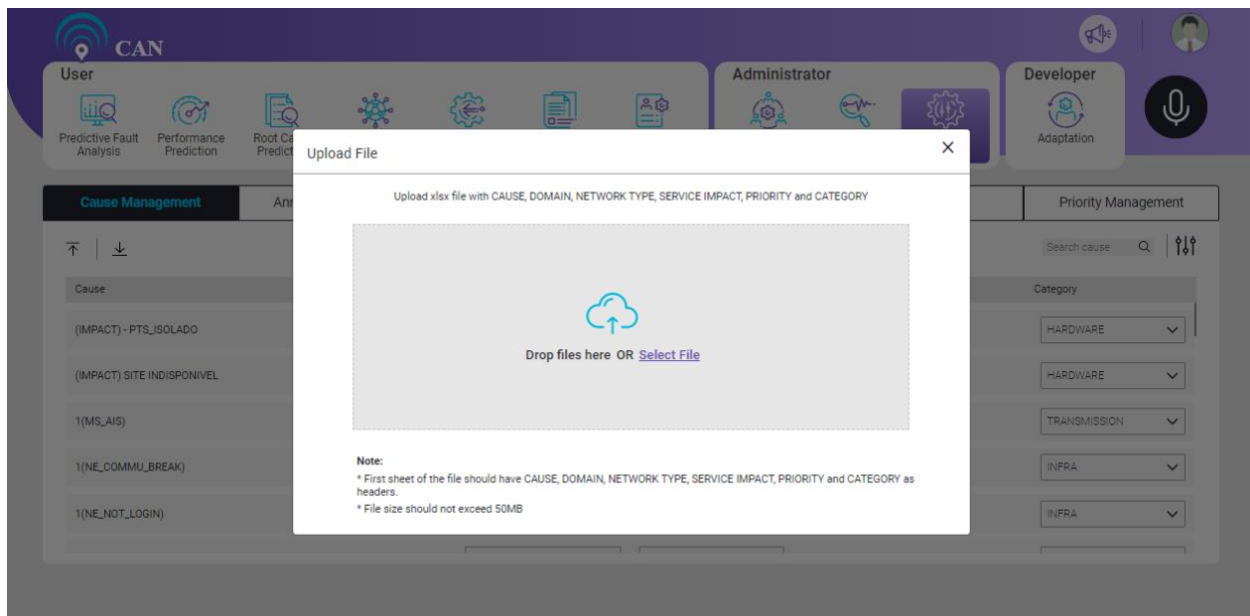 CAN
User
Administrator
Developer
Predictive Fault
Analysis
Performance
Prediction
Root Ca
Predict
Adaptation
Upload File
Upload xlsx file with CAUSE, DOMAIN, NETWORK TYPE, SERVICE IMPACT, PRIORITY and CATEGORY
Cause Management
Ann
Priority Management
Search cause
Cause
Category
(IMPACT) - PTS_ISOLADO
HARDWARE
(IMPACT) SITE INDISPONIVEL
HARDWARE
Drop files here OR Select File
1(MS_AIS)
TRANSMISSION
1(NE_COMMU_BREAK)
INFRA
1(NE_NOT_LOGIN)
INFRA
Note:
* First sheet of the file should have CAUSE, DOMAIN, NETWORK TYPE, SERVICE IMPACT, PRIORITY and CATEGORY as
headers.
* File size should not exceed 50MB